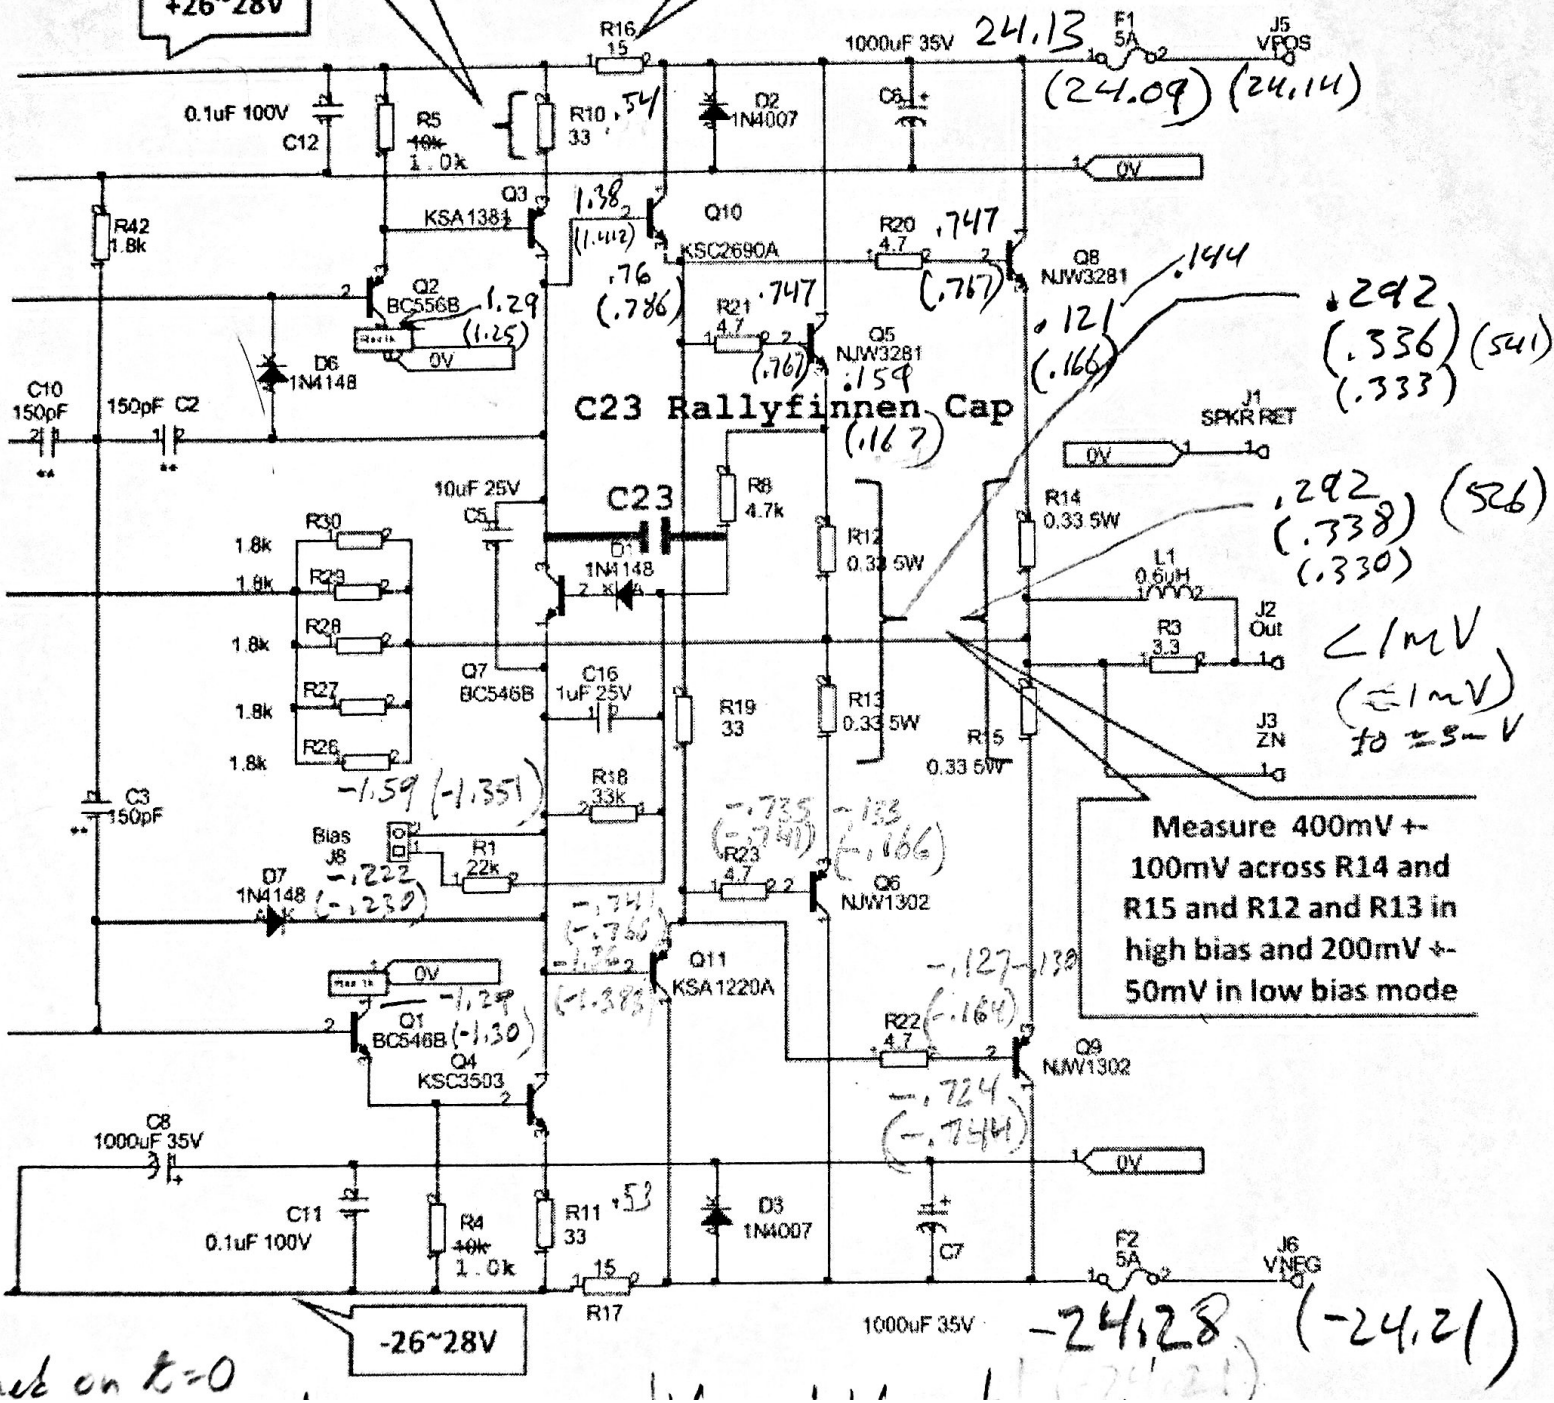 +26~28V
R16
15
1000uF 35V
24.13
F1
5A
J5
VPOS
(24.09) (24.14)
0.1uF 100V
C12
R5
10k
1.0k
R10
33
.54
D2
1N4007
C6
0V
R42
1.8k
Q3
KSA1381
1.38
(1.412)
Q10
KSC2690A
R20
4.7
.747
(.767)
Q8
NJW3281
.144
Q2
BC556B
1.29
(1.25)
0V
.76
(.786)
R21
4.7
.747
(.767)
Q5
NJW3281
.121
(.166)
.292
(.336) (541)
(.333)
D6
1N4148
C10
150pF
150pF C2
**
**
.159
(.167)
C23 Rallyfinnen Cap
J1
SPKR RET
0V
10uF 25V
C5
C23
R8
4.7k
R14
0.33 5W
.292 (526)
(.338)
(.330)
R30
1.8k
R29
1.8k
R28
1.8k
R27
1.8k
R26
1.8k
D1
1N4148
R12
0.33 5W
L1
0.6uH
J2
Out
R3
3.3
<1mV
(≈1mV)
Q7
BC546B
C16
1uF 25V
R19
33
R13
0.33 5W
R15
0.33 5W
J3
ZN
-1.59 (-1.351)
R18
33k
C3
150pF
**
Bias
J8
R1
22k
-.222
(-.230)
D7
1N4148
-.735
(-.741)
-.133
(-.166)
R23
4.7
Q6
NJW1302
Measure 400mV +-
100mV across R14 and
R15 and R12 and R13 in
high bias and 200mV +-
50mV in low bias mode
-.741
(-.766)
-1.36
(-1.383)
Q11
KSA1220A
0V
-1.29
(-1.30)
Q1
BC546B
Q4
KSC3503
-.127 -.130
(-.164)
R22
4.7
Q9
NJW1302
-.724
(-.744)
C8
1000uF 35V
0V
C11
0.1uF 100V
R4
10k
1.0k
R11
33
.53
D3
1N4007
C7
15
R17
F2
5A
J6
VNEG
-26~28V
1000uF 35V
-24.28 (-24.21)
on t=0
(-24.21)